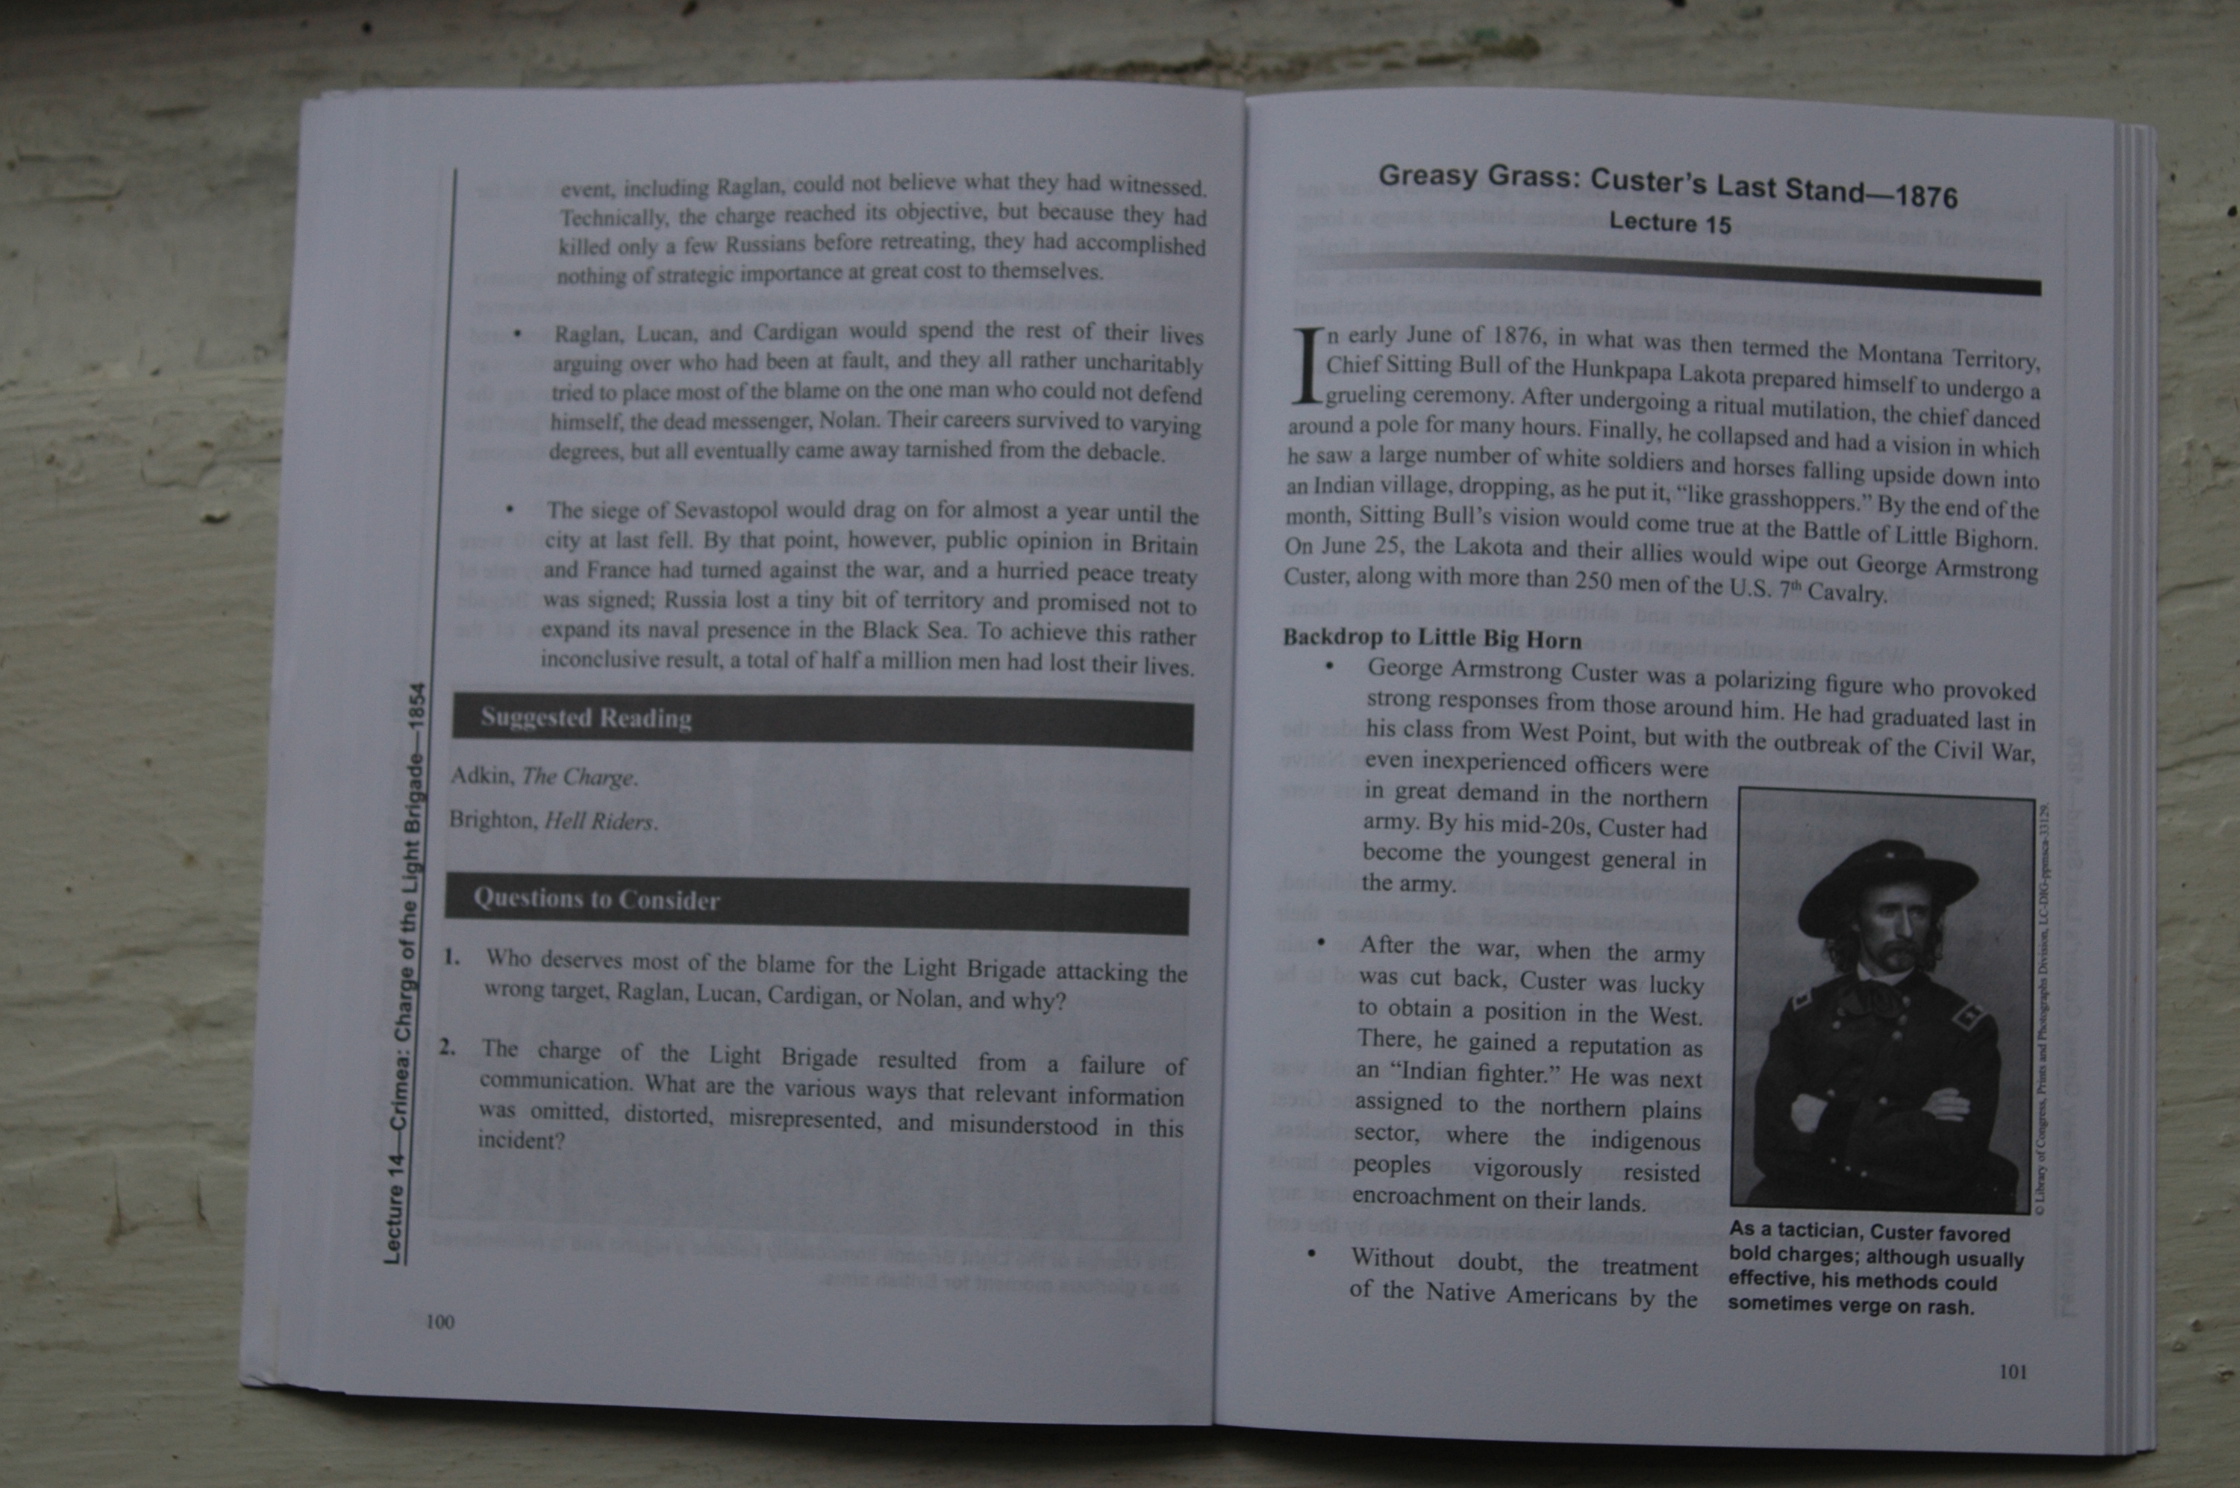 event, including Raglan, could not believe what they had witnessed.
Technically, the charge reached its objective, but because they had
killed only a few Russians before retreating, they had accomplished
nothing of strategic importance at great cost to themselves.
• Raglan, Lucan, and Cardigan would spend the rest of their lives
arguing over who had been at fault, and they all rather uncharitably
tried to place most of the blame on the one man who could not defend
himself, the dead messenger, Nolan. Their careers survived to varying
degrees, but all eventually came away tarnished from the debacle.
• The siege of Sevastopol would drag on for almost a year until the
city at last fell. By that point, however, public opinion in Britain
and France had turned against the war, and a hurried peace treaty
was signed; Russia lost a tiny bit of territory and promised not to
expand its naval presence in the Black Sea. To achieve this rather
inconclusive result, a total of half a million men had lost their lives.
Suggested Reading
Adkin, The Charge.
Brighton, Hell Riders.
Questions to Consider
1. Who deserves most of the blame for the Light Brigade attacking the
wrong target, Raglan, Lucan, Cardigan, or Nolan, and why?
2. The charge of the Light Brigade resulted from a failure of
communication. What are the various ways that relevant information
was omitted, distorted, misrepresented, and misunderstood in this
incident?
Lecture 14—Crimea: Charge of the Light Brigade—1854
100
Greasy Grass: Custer's Last Stand—1876
Lecture 15
In early June of 1876, in what was then termed the Montana Territory,
Chief Sitting Bull of the Hunkpapa Lakota prepared himself to undergo a
grueling ceremony. After undergoing a ritual mutilation, the chief danced
around a pole for many hours. Finally, he collapsed and had a vision in which
he saw a large number of white soldiers and horses falling upside down into
an Indian village, dropping, as he put it, "like grasshoppers." By the end of the
month, Sitting Bull's vision would come true at the Battle of Little Bighorn.
On June 25, the Lakota and their allies would wipe out George Armstrong
Custer, along with more than 250 men of the U.S. 7th Cavalry.
Backdrop to Little Big Horn
• George Armstrong Custer was a polarizing figure who provoked
strong responses from those around him. He had graduated last in
his class from West Point, but with the outbreak of the Civil War,
even inexperienced officers were
in great demand in the northern
army. By his mid-20s, Custer had
become the youngest general in
the army.
• After the war, when the army
was cut back, Custer was lucky
to obtain a position in the West.
There, he gained a reputation as
an "Indian fighter." He was next
assigned to the northern plains
sector, where the indigenous
peoples vigorously resisted
encroachment on their lands.
• Without doubt, the treatment
of the Native Americans by the
© Library of Congress, Prints and Photographs Division, LC-DIG-ppmsca-33129.
As a tactician, Custer favored
bold charges; although usually
effective, his methods could
sometimes verge on rash.
101